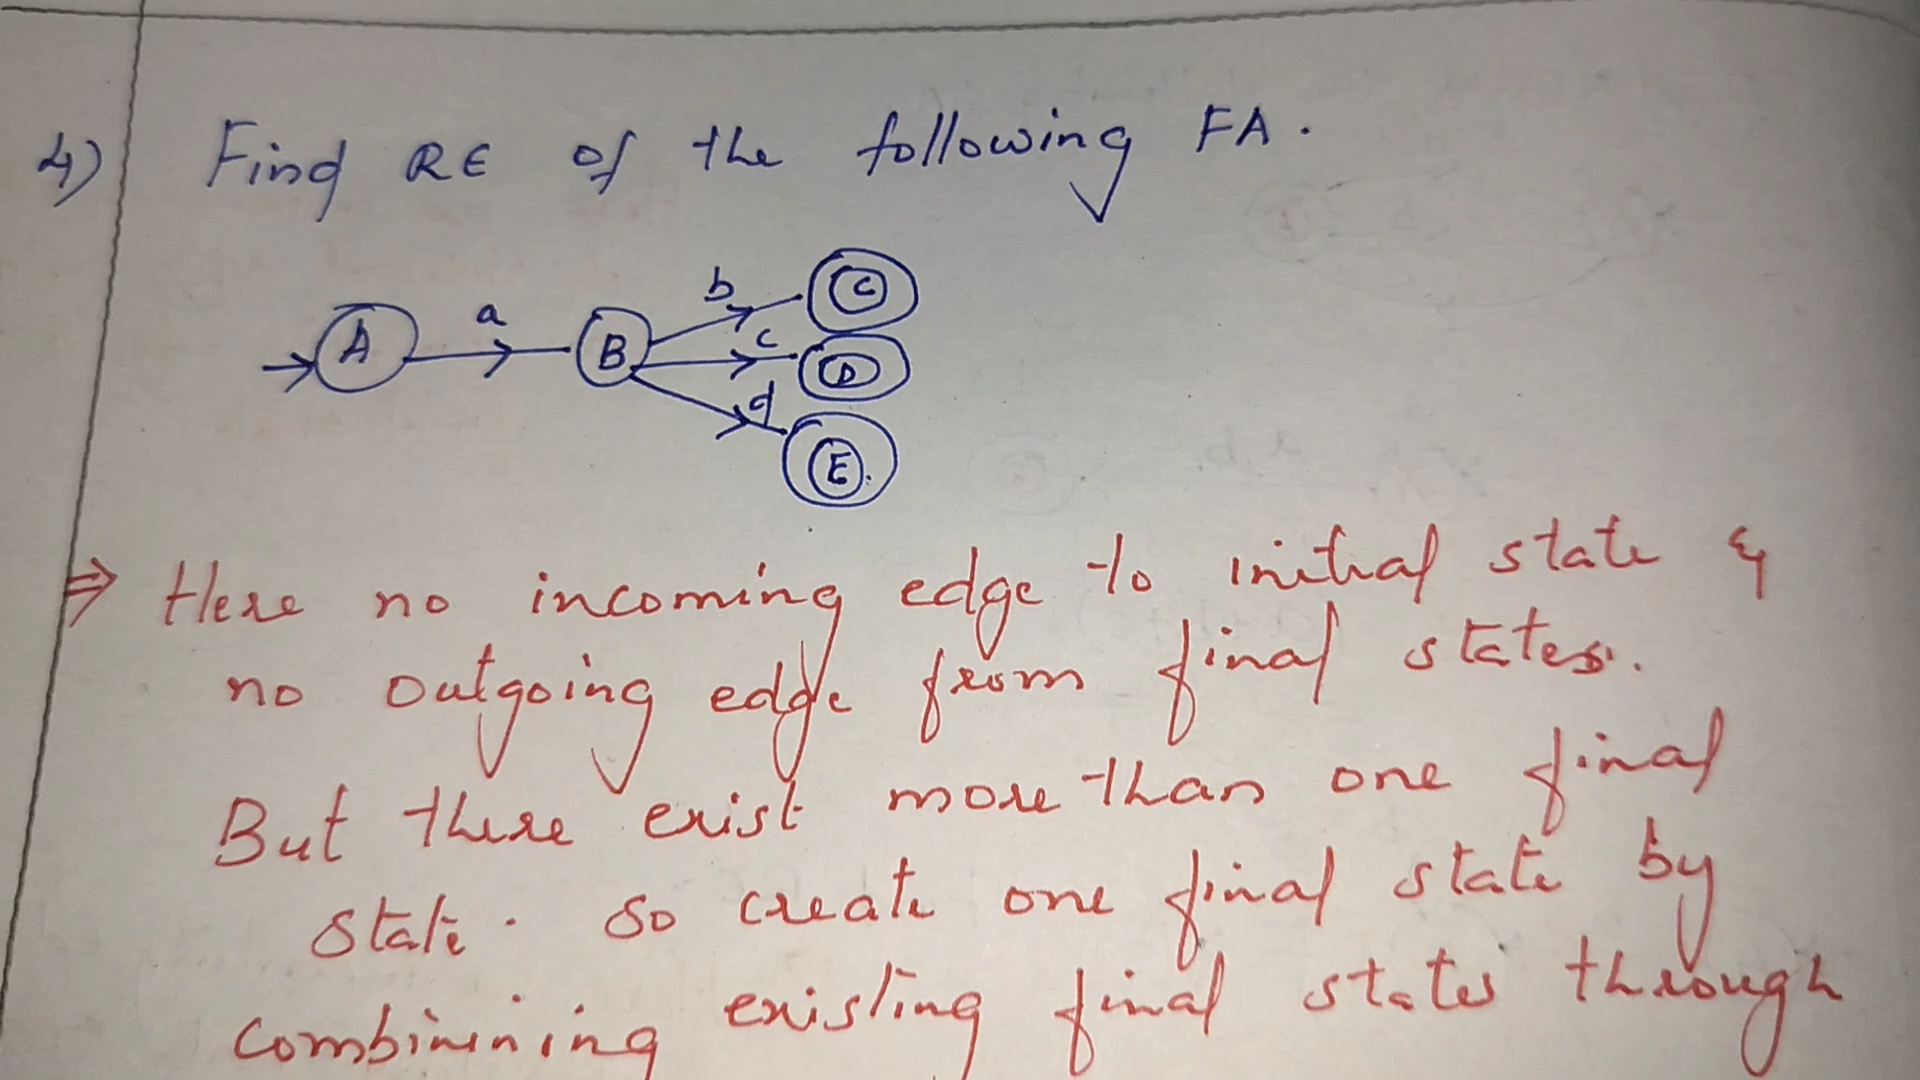 4) Find RE of the following FA.
b
C
a
A
B
c
D
d
E
⇒ Here no incoming edge to initial state &
no outgoing edge from final states.
But there exist more than one final
state. So create one final state by
combinining existing final states through